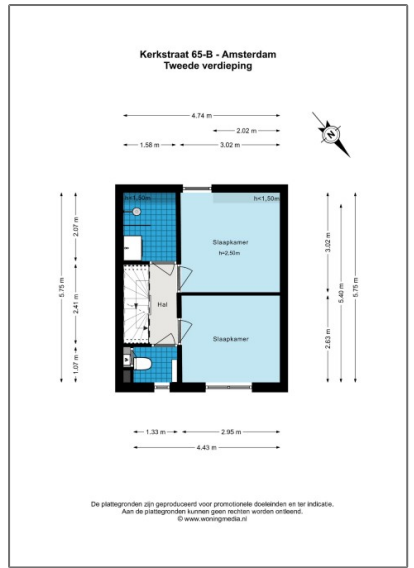 Kerkstraat 65-B - Amsterdam
Tweede verdieping
4.74 m
2.02 m
1.58 m
3.02 m
N
h<1,50m
h<1,50m
2.07 m
3.02 m
Slaapkamer
h=2.50m
5.75 m
5.40 m
5.75 m
2.41 m
Hal
2.63 m
Slaapkamer
1.07 m
1.33 m
2.95 m
4.43 m
De plattegronden zijn geproduceerd voor promotionele doeleinden en ter indicatie.
Aan de plattegronden kunnen geen rechten worden ontleend.
© www.woningmedia.nl